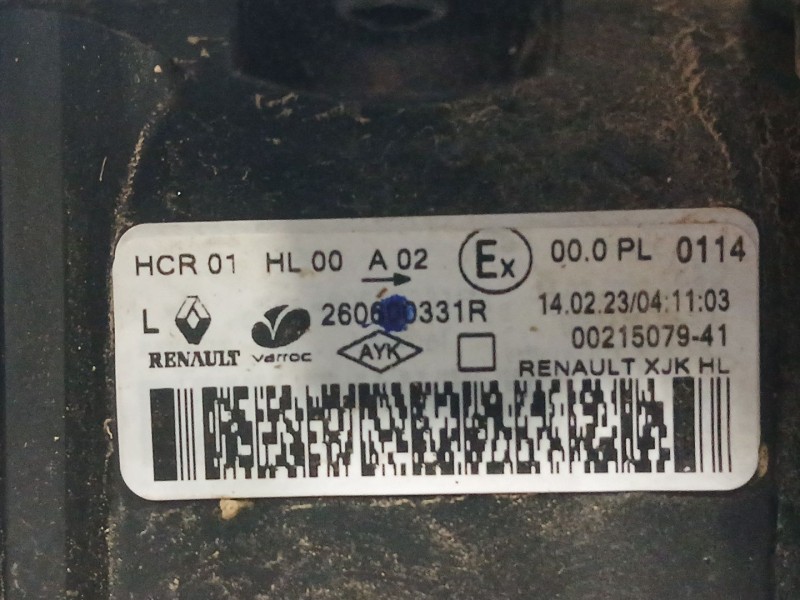 HCR 01 HL 00 A 02 Ex 00.0 PL 0114
L 14.02.23/04:11:03
RENAULT varroc AYK 00215079-41
RENAULT XJK HL